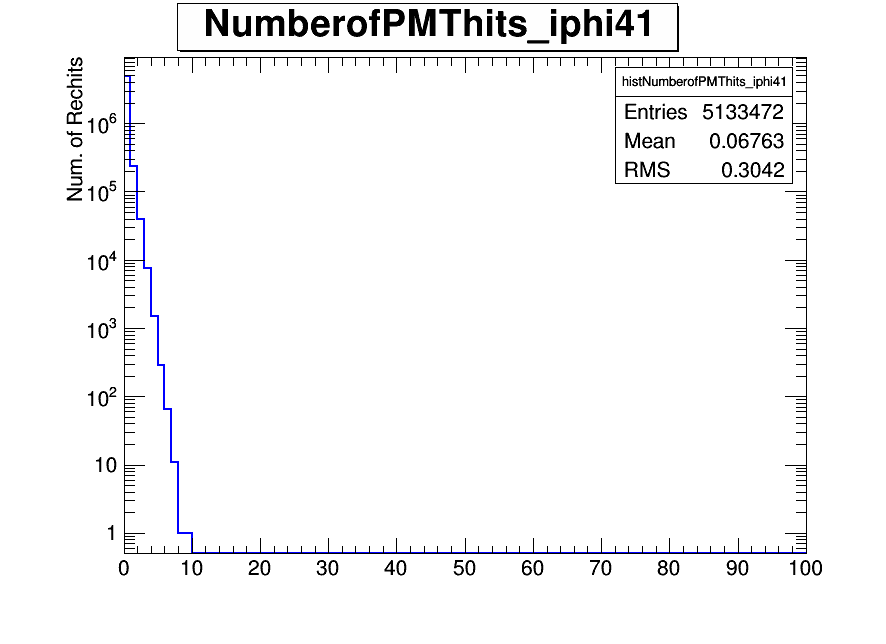 NumberofPMThits_iphi41
Num. of Rechits
histNumberofPMThits_iphi41
Entries 5133472
Mean 0.06763
RMS 0.3042
10^6
10^5
10^4
10^3
10^2
10
1
0 10 20 30 40 50 60 70 80 90 100